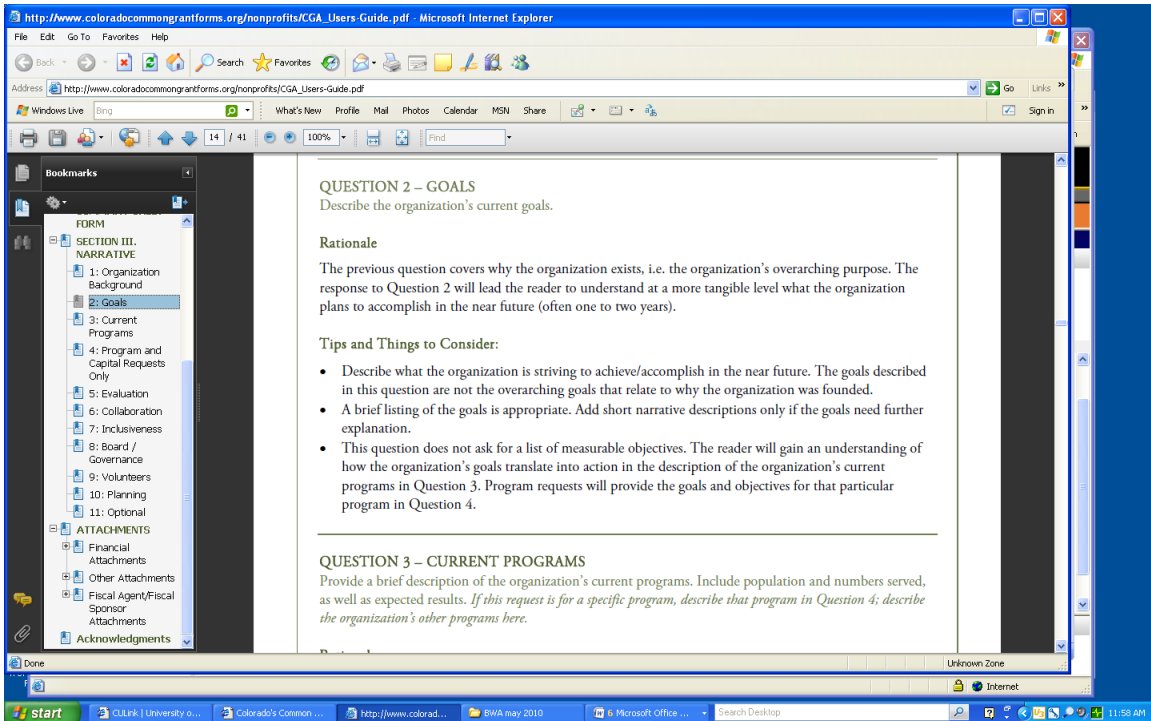 http://www.coloradocommongrantforms.org/nonprofits/CGA_Users-Guide.pdf - Microsoft Internet Explorer
File Edit Go To Favorites Help
Back Search Favorites
Address http://www.coloradocommongrantforms.org/nonprofits/CGA_Users-Guide.pdf Go Links »
Windows Live Bing What's New Profile Mail Photos Calendar MSN Share Sign in »
14 / 41 100% Find
Bookmarks
FORM
SECTION III.
NARRATIVE
1: Organization
Background
2: Goals
3: Current
Programs
4: Program and
Capital Requests
Only
5: Evaluation
6: Collaboration
7: Inclusiveness
8: Board /
Governance
9: Volunteers
10: Planning
11: Optional
ATTACHMENTS
Financial
Attachments
Other Attachments
Fiscal Agent/Fiscal
Sponsor
Attachments
Acknowledgments
QUESTION 2 – GOALS
Describe the organization's current goals.
Rationale
The previous question covers why the organization exists, i.e. the organization's overarching purpose. The
response to Question 2 will lead the reader to understand at a more tangible level what the organization
plans to accomplish in the near future (often one to two years).
Tips and Things to Consider:
• Describe what the organization is striving to achieve/accomplish in the near future. The goals described
in this question are not the overarching goals that relate to why the organization was founded.
• A brief listing of the goals is appropriate. Add short narrative descriptions only if the goals need further
explanation.
• This question does not ask for a list of measurable objectives. The reader will gain an understanding of
how the organization's goals translate into action in the description of the organization's current
programs in Question 3. Program requests will provide the goals and objectives for that particular
program in Question 4.
QUESTION 3 – CURRENT PROGRAMS
Provide a brief description of the organization's current programs. Include population and numbers served,
as well as expected results. If this request is for a specific program, describe that program in Question 4; describe
the organization's other programs here.
Done Unknown Zone
Internet
start CULink | University o... Colorado's Common ... http://www.colorad... BWA may 2010 6 Microsoft Office ... Search Desktop 11:58 AM